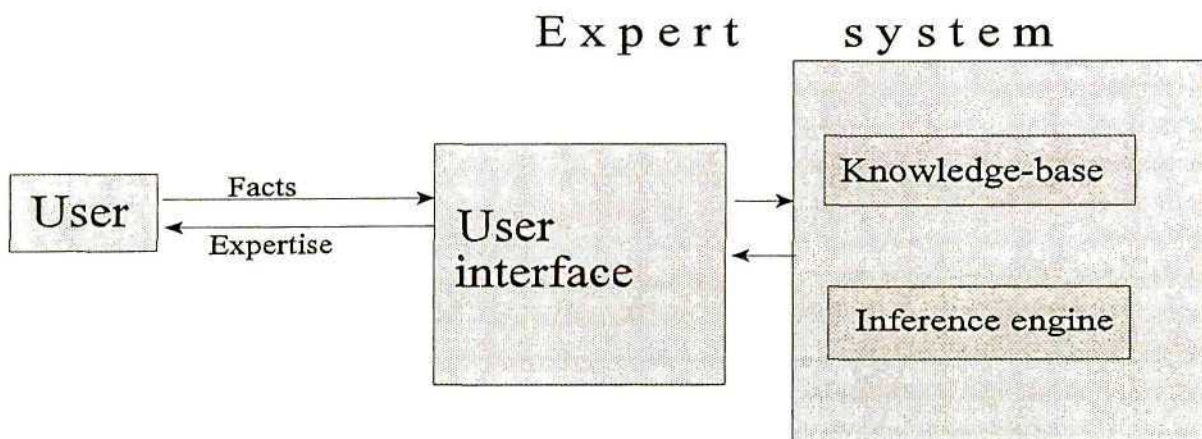 Expert system
Knowledge-base
Facts
User
Expertise
User
interface
Inference engine